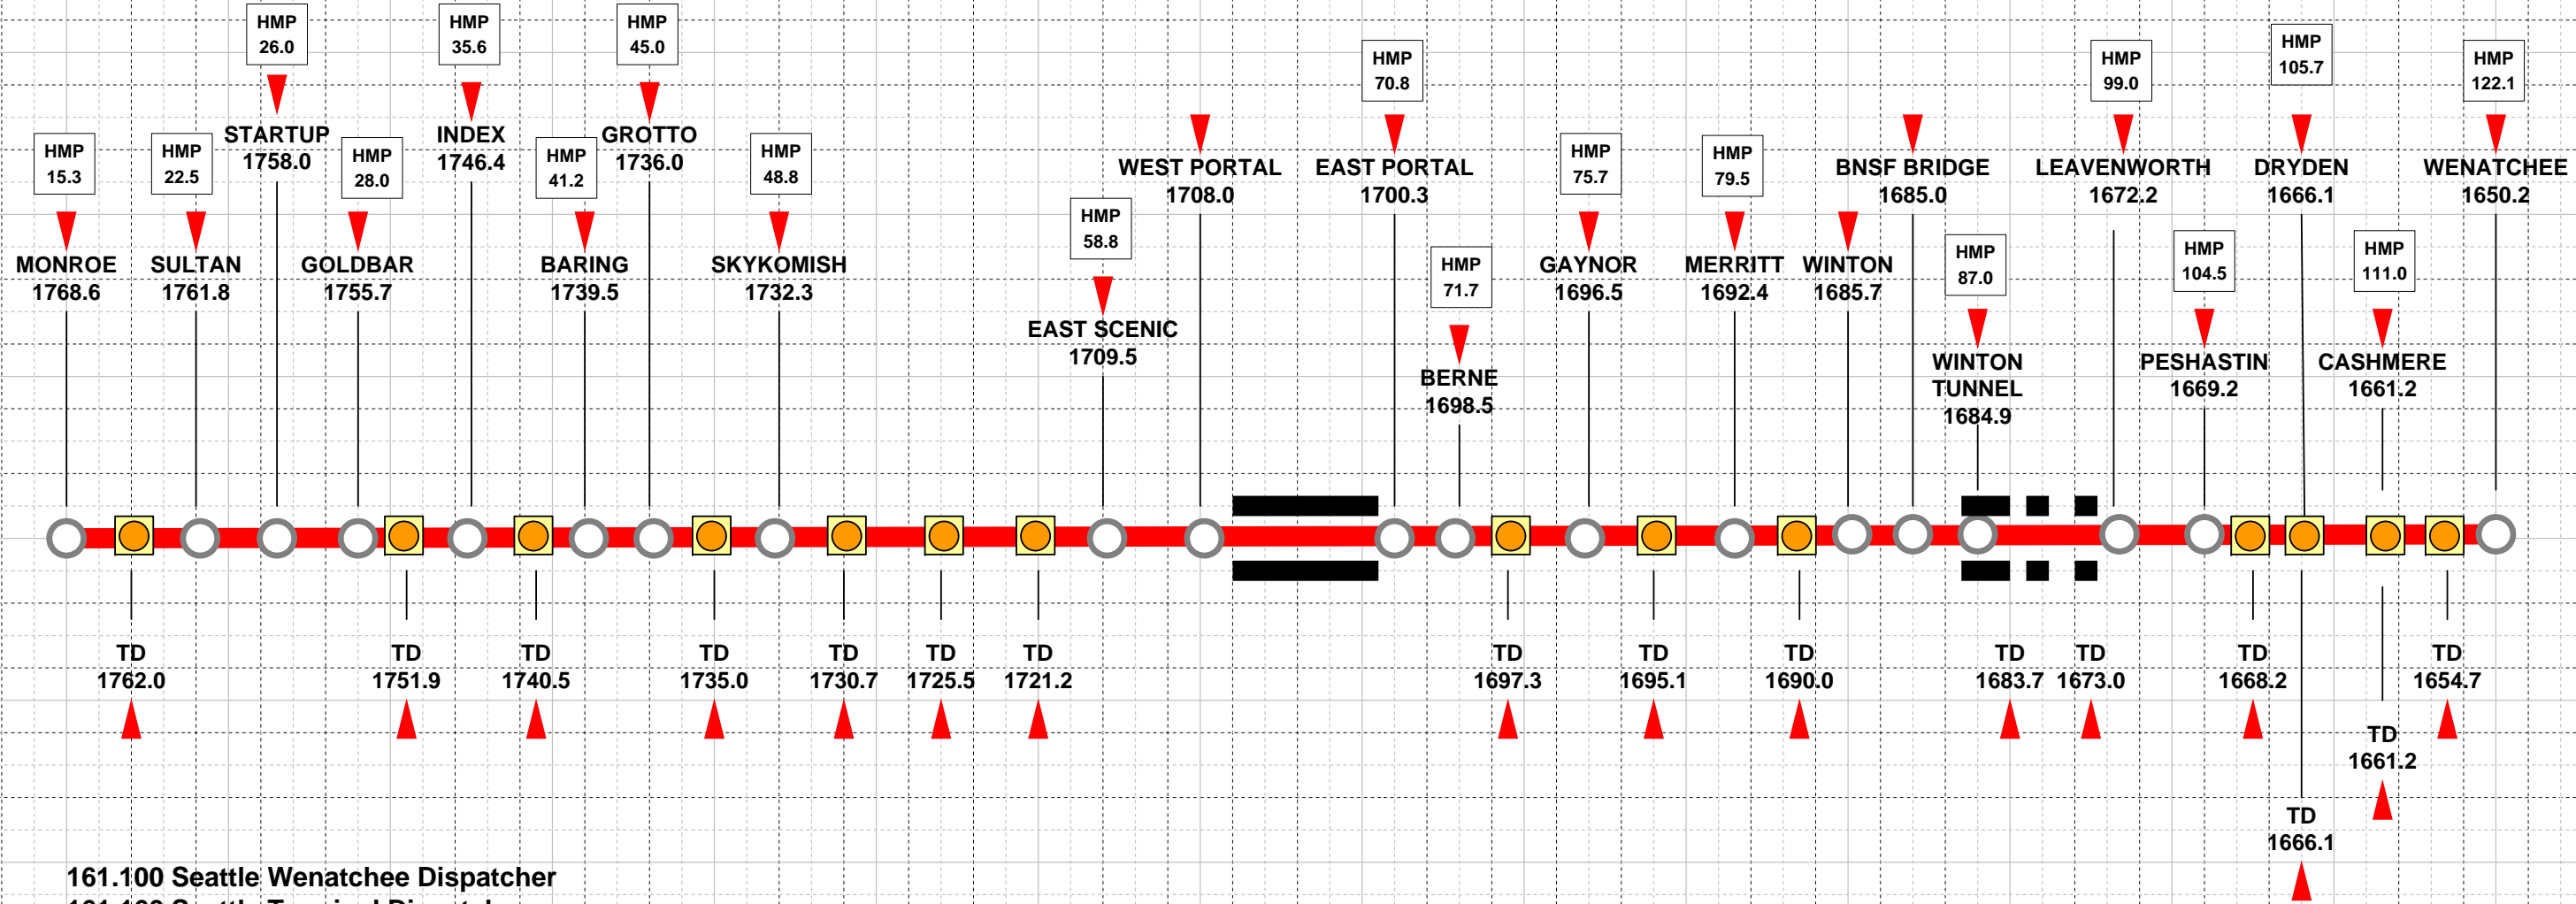 HMP
26.0
HMP
35.6
HMP
45.0
HMP
105.7
HMP
70.8
HMP
99.0
HMP
122.1
STARTUP
1758.0
INDEX
1746.4
GROTTO
1736.0
HMP
15.3
HMP
22.5
HMP
28.0
HMP
41.2
HMP
48.8
HMP
75.7
HMP
79.5
WEST PORTAL
1708.0
EAST PORTAL
1700.3
BNSF BRIDGE
1685.0
LEAVENWORTH
1672.2
DRYDEN
1666.1
WENATCHEE
1650.2
HMP
58.8
HMP
71.7
HMP
87.0
HMP
104.5
HMP
111.0
MONROE
1768.6
SULTAN
1761.8
GOLDBAR
1755.7
BARING
1739.5
SKYKOMISH
1732.3
GAYNOR
1696.5
MERRITT
1692.4
WINTON
1685.7
EAST SCENIC
1709.5
BERNE
1698.5
WINTON
TUNNEL
1684.9
PESHASTIN
1669.2
CASHMERE
1661.2
TD
1762.0
TD
1751.9
TD
1740.5
TD
1735.0
TD
1730.7
TD
1725.5
TD
1721.2
TD
1697.3
TD
1695.1
TD
1690.0
TD
1683.7
TD
1673.0
TD
1668.2
TD
1654.7
TD
1661.2
TD
1666.1
161.100 Seattle Wenatchee Dispatcher